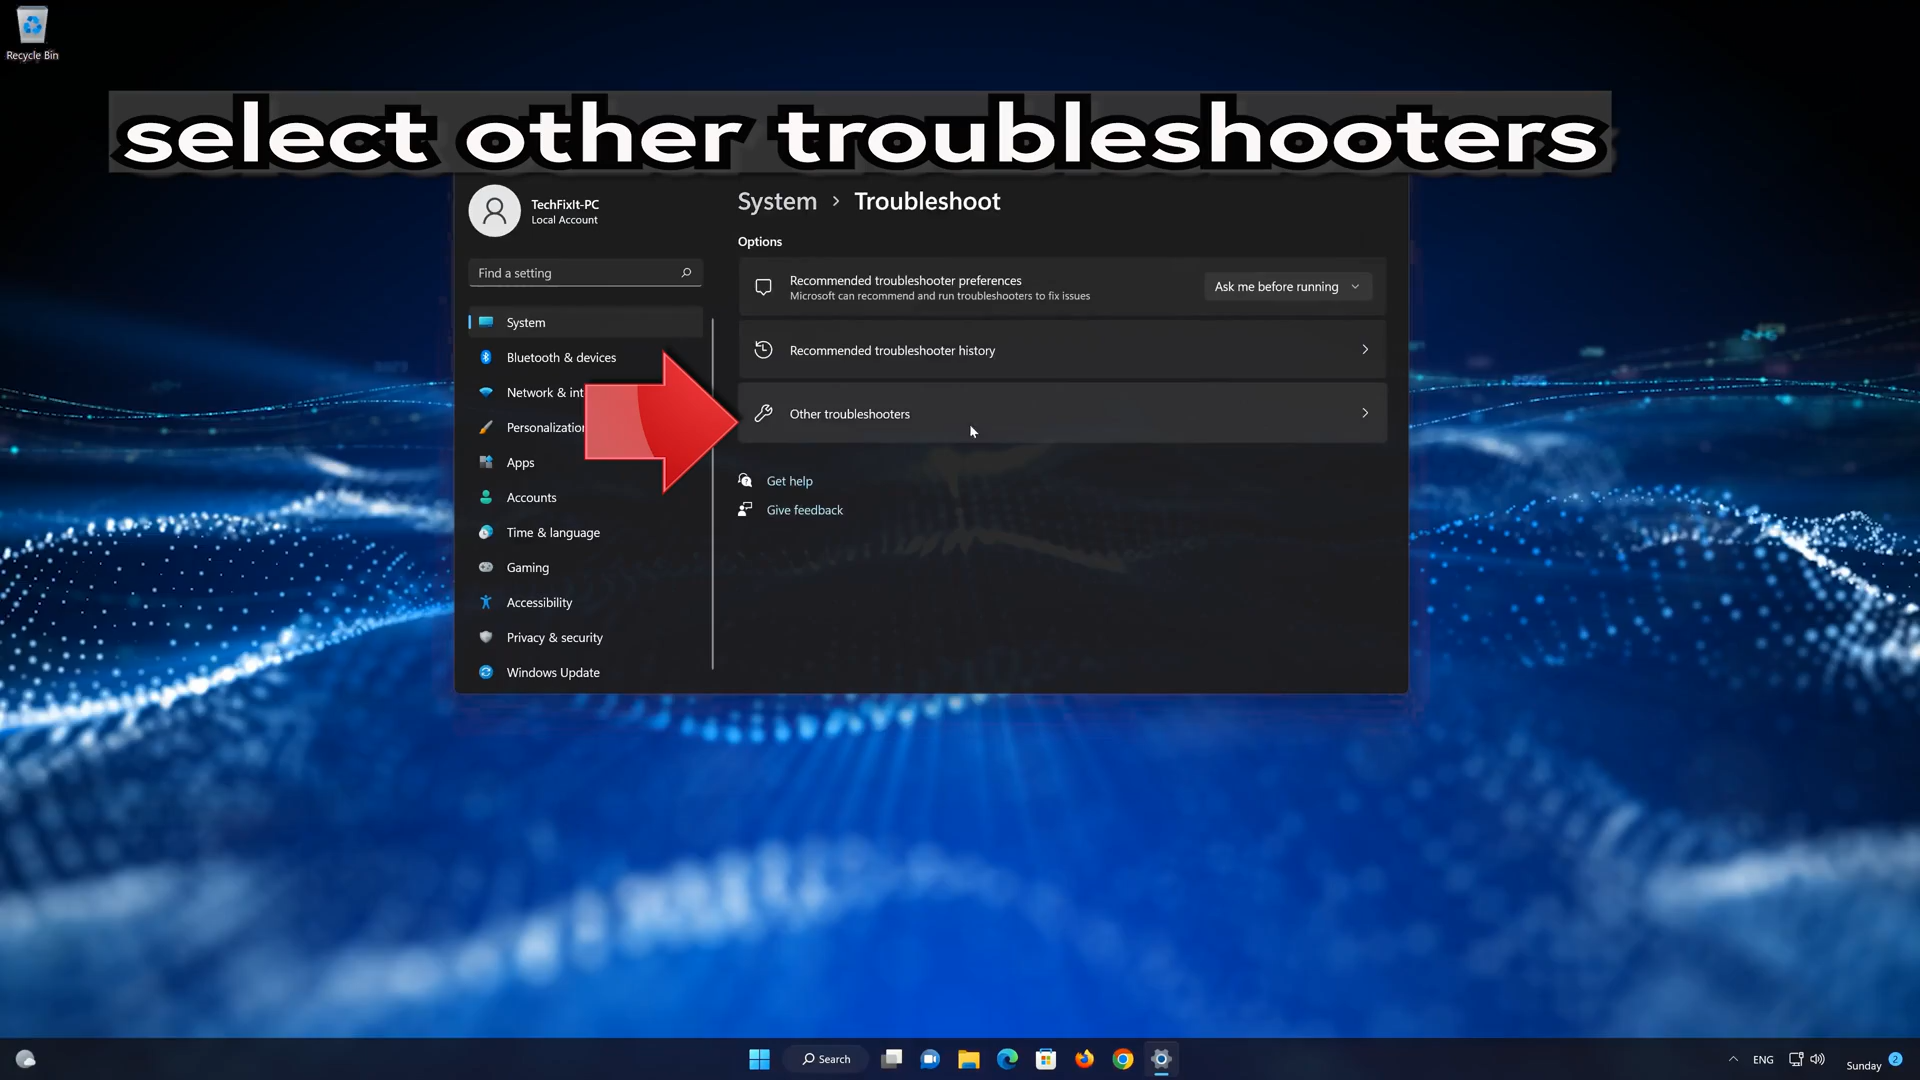 Recycle Bin
select other troubleshooters
TechFixIt-PC
Local Account
System > Troubleshoot
Find a setting
Options
Recommended troubleshooter preferences
Microsoft can recommend and run troubleshooters to fix issues
Ask me before running
Recommended troubleshooter history
Other troubleshooters
Get help
Give feedback
System
Bluetooth & devices
Network & int
Personalization
Apps
Accounts
Time & language
Gaming
Accessibility
Privacy & security
Windows Update
Search
ENG
Sunday
2